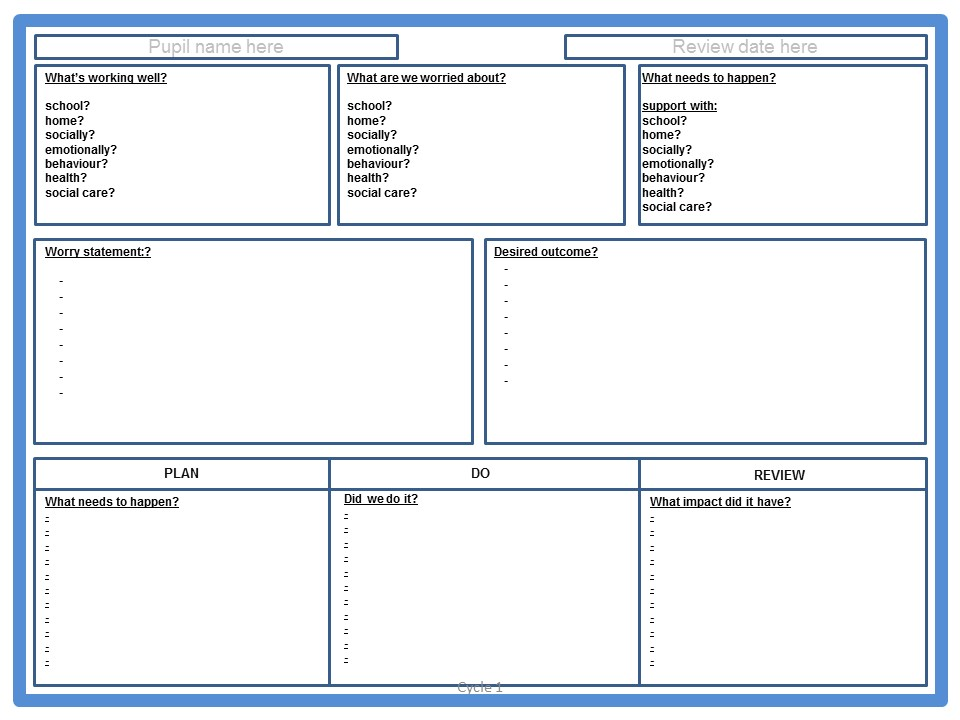 Pupil name here
Review date here
What's working well?
school?
home?
socially?
emotionally?
behaviour?
health?
social care?
What are we worried about?
school?
home?
socially?
emotionally?
behaviour?
health?
social care?
What needs to happen?
support with:
school?
home?
socially?
emotionally?
behaviour?
health?
social care?
Worry statement:?
-
-
-
-
-
-
-
-
Desired outcome?
-
-
-
-
-
-
-
-
PLAN
DO
REVIEW
What needs to happen?
-
-
-
-
-
-
-
-
-
-
-
Did we do it?
-
-
-
-
-
-
-
-
-
-
-
What impact did it have?
-
-
-
-
-
-
-
-
-
-
-
Cycle 1